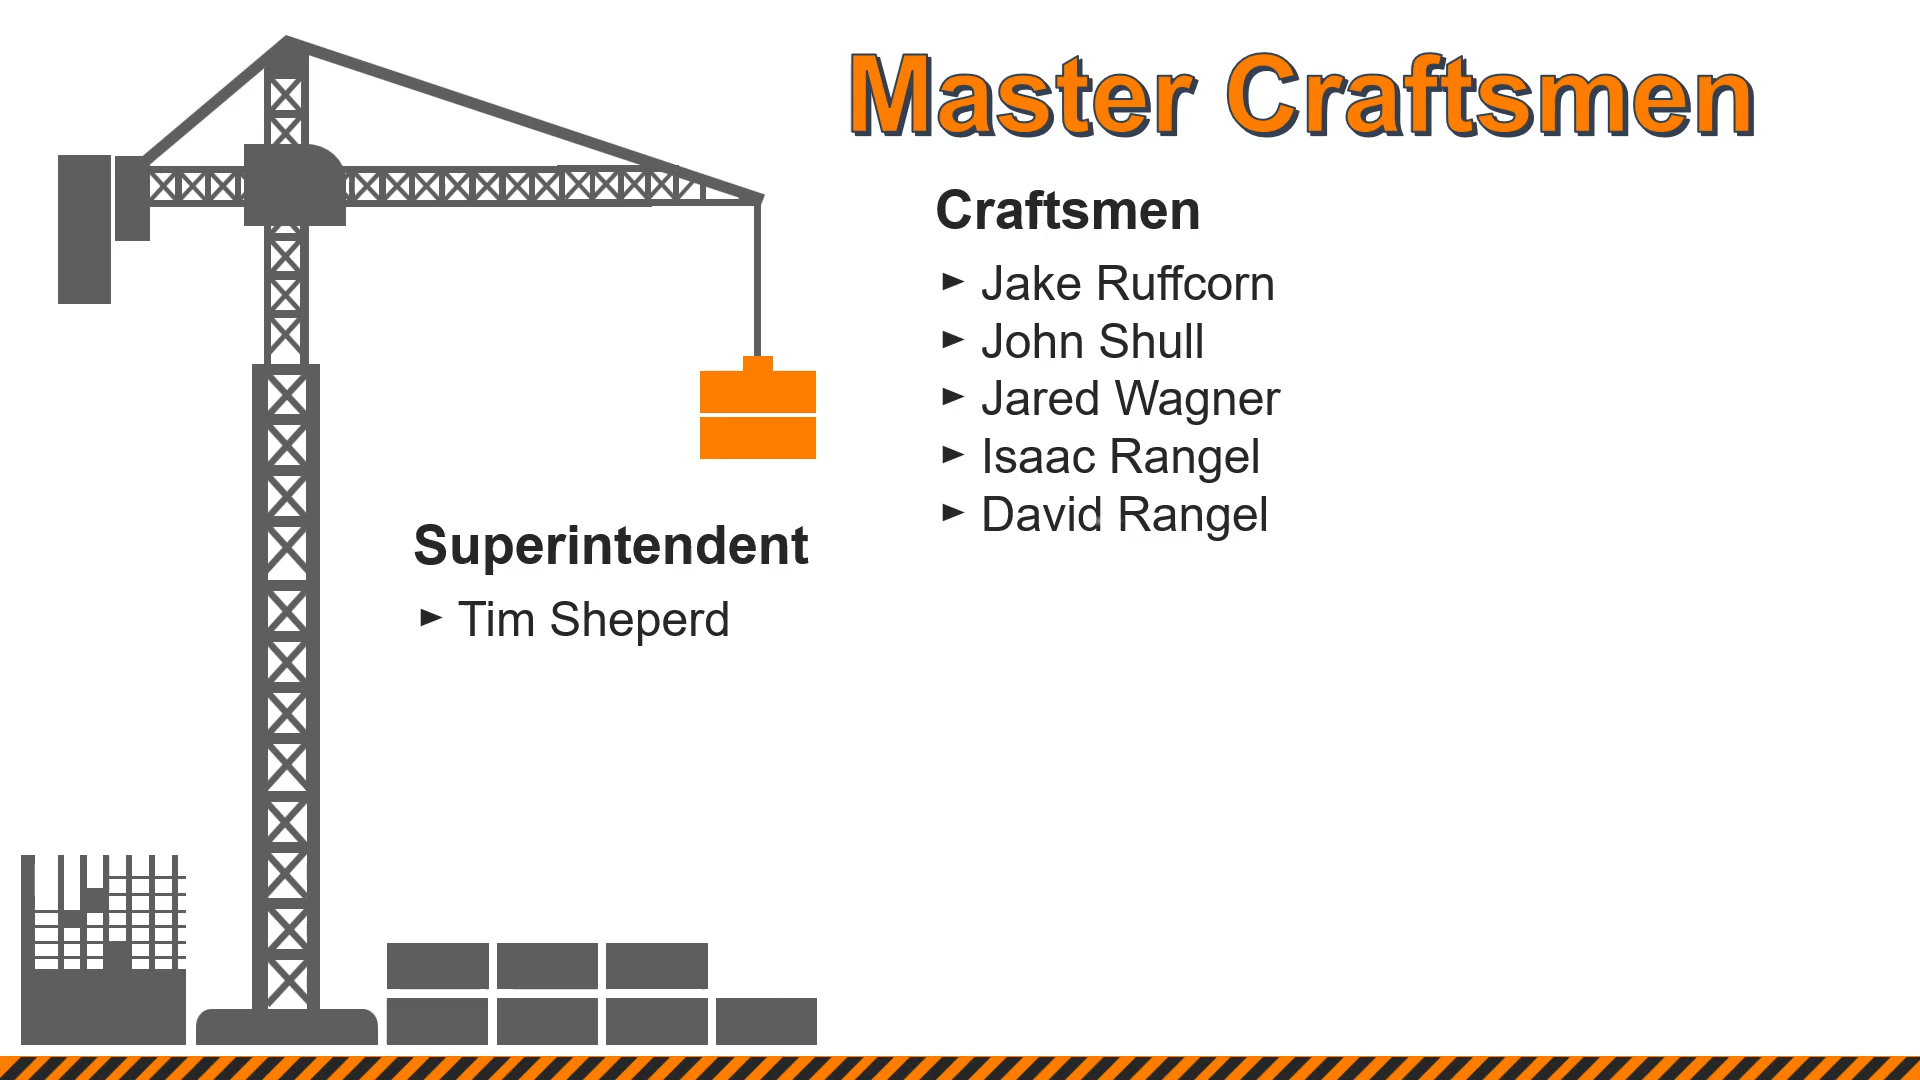 Master Craftsmen
Craftsmen
► Jake Ruffcorn
► John Shull
► Jared Wagner
► Isaac Rangel
► David Rangel
Superintendent
► Tim Sheperd